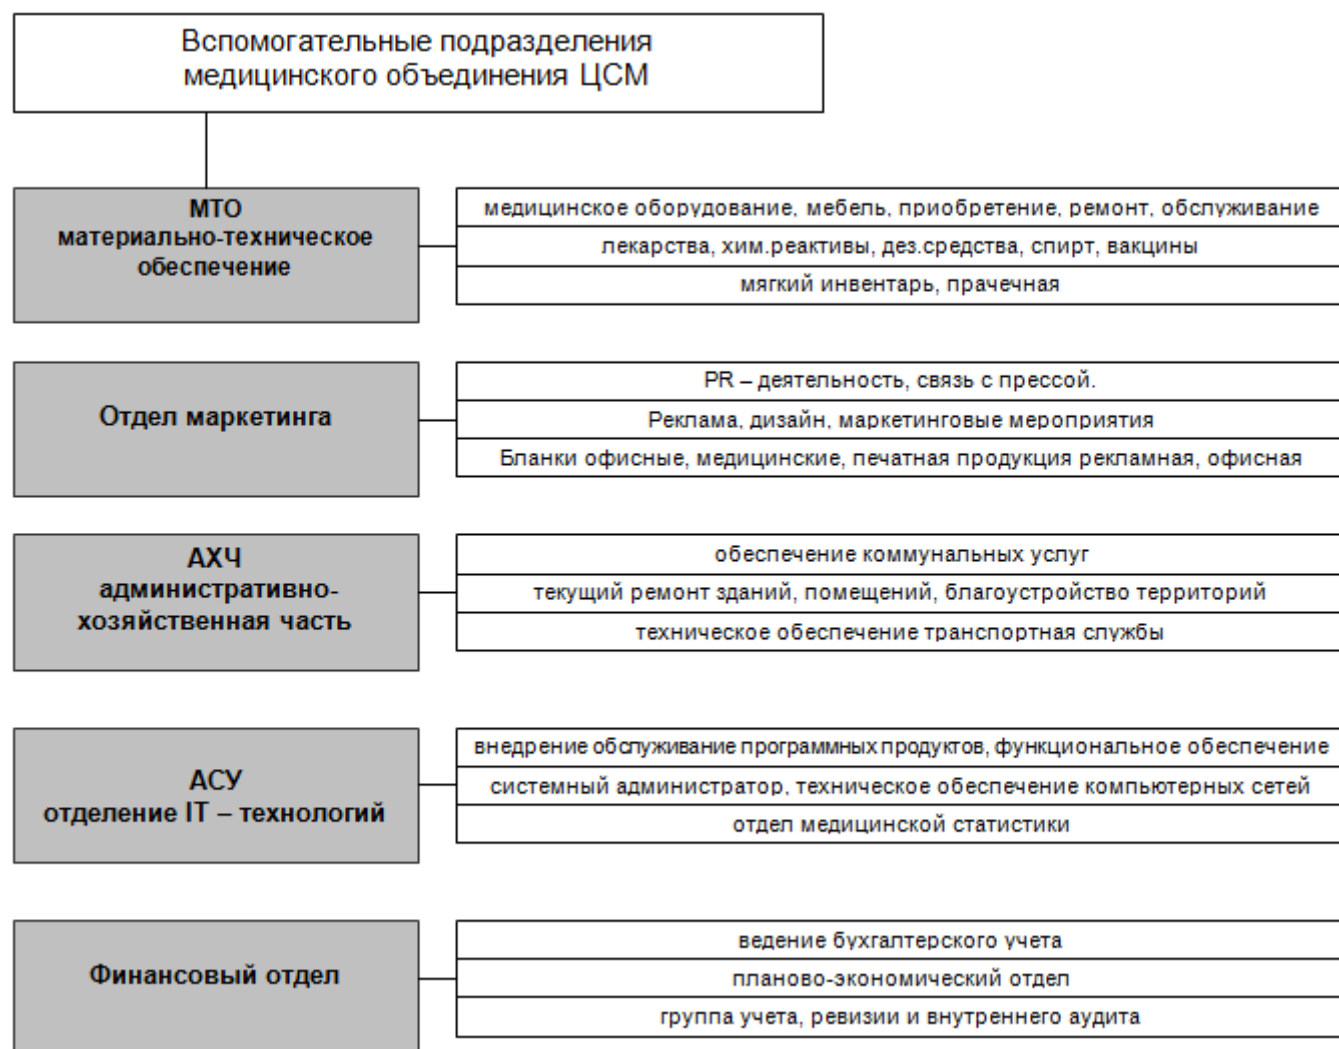 Вспомогательные подразделения
медицинского объединения ЦСМ
МТО
материально-техническое
обеспечение
медицинское оборудование, мебель, приобретение, ремонт, обслуживание
лекарства, хим.реактивы, дез.средства, спирт, вакцины
мягкий инвентарь, прачечная
Отдел маркетинга
PR – деятельность, связь с прессой.
Реклама, дизайн, маркетинговые мероприятия
Бланки офисные, медицинские, печатная продукция рекламная, офисная
АХЧ
административно-
хозяйственная часть
обеспечение коммунальных услуг
текущий ремонт зданий, помещений, благоустройство территорий
техническое обеспечение транспортная службы
АСУ
отделение IT – технологий
внедрение обслуживание программных продуктов, функциональное обеспечение
системный администратор, техническое обеспечение компьютерных сетей
отдел медицинской статистики
Финансовый отдел
ведение бухгалтерского учета
планово-экономический отдел
группа учета, ревизии и внутреннего аудита